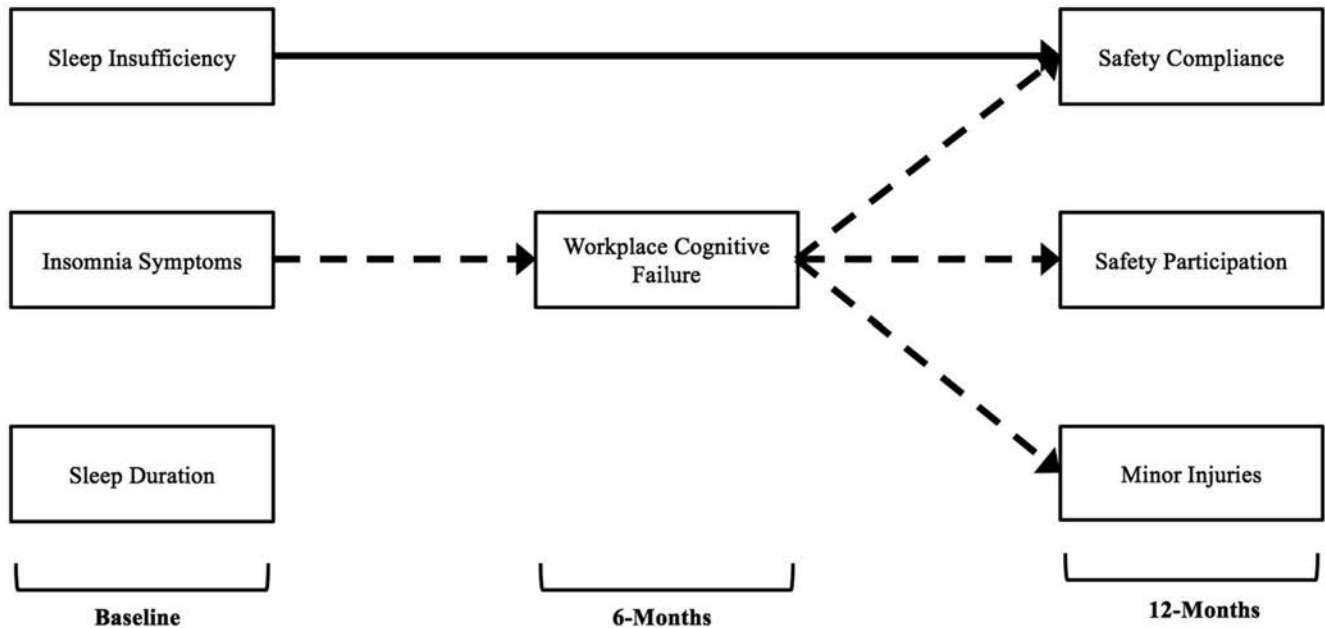 Sleep Insufficiency
Safety Compliance
Insomnia Symptoms
Workplace Cognitive
Failure
Safety Participation
Sleep Duration
Minor Injuries
Baseline
6-Months
12-Months